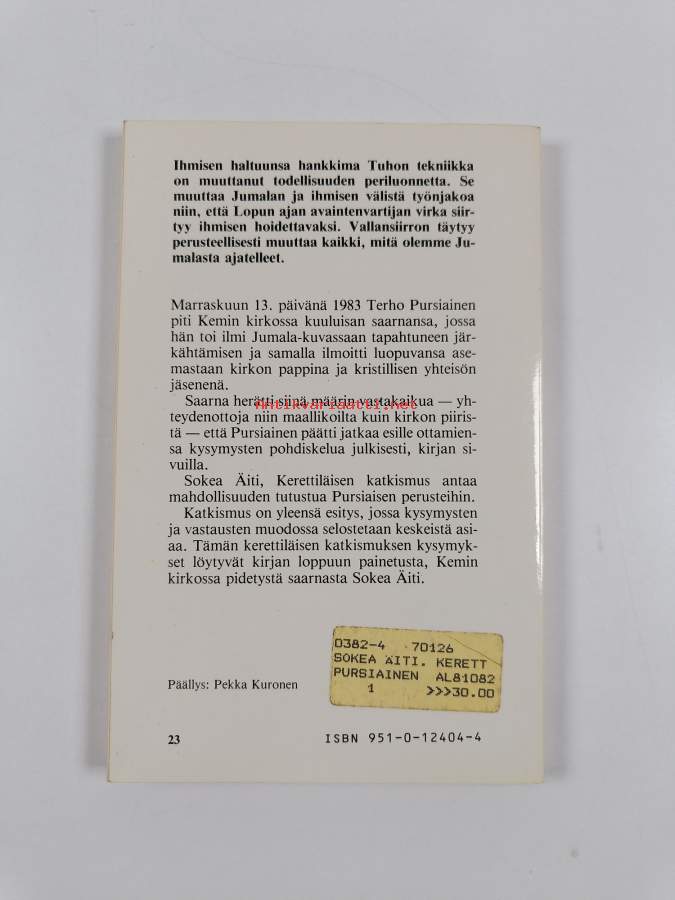 Ihmisen haltuunsa hankkima Tuhon tekniikka
on muuttanut todellisuuden periluonnetta. Se
muuttaa Jumalan ja ihmisen välistä työnjakoa
niin, että Lopun ajan avaintenvartijan virka siir-
tyy ihmisen hoidettavaksi. Vallansiirron täytyy
perusteellisesti muuttaa kaikki, mitä olemme Ju-
malasta ajatelleet.
Marraskuun 13. päivänä 1983 Terho Pursiainen
piti Kemin kirkossa kuuluisan saarnansa, jossa
hän toi ilmi Jumala-kuvassaan tapahtuneen jär-
kähtämisen ja samalla ilmoitti luopuvansa ase-
mastaan kirkon pappina ja kristillisen yhteisön
jäsenenä.
Saarna herätti siinä määrin vastakaikua — yh-
Antikvariaatti.net
teydenottoja niin maallikoilta kuin kirkon piiris-
tä — että Pursiainen päätti jatkaa esille ottamien-
sa kysymysten pohdiskelua julkisesti, kirjan si-
vuilla.
Sokea Äiti, Kerettiläisen katkismus antaa
mahdollisuuden tutustua Pursiaisen perusteihin.
Katkismus on yleensä esitys, jossa kysymysten
ja vastausten muodossa selostetaan keskeistä asi-
aa. Tämän kerettiläisen katkismuksen kysymyk-
set löytyvät kirjan loppuun painetusta, Kemin
kirkossa pidetystä saarnasta Sokea Äiti.
0382-4 70126
SOKEA ÄITI. KERETT
PURSIAINEN AL81082
1 >>>30.00
Päällys: Pekka Kuronen
23 ISBN 951-0-12404-4